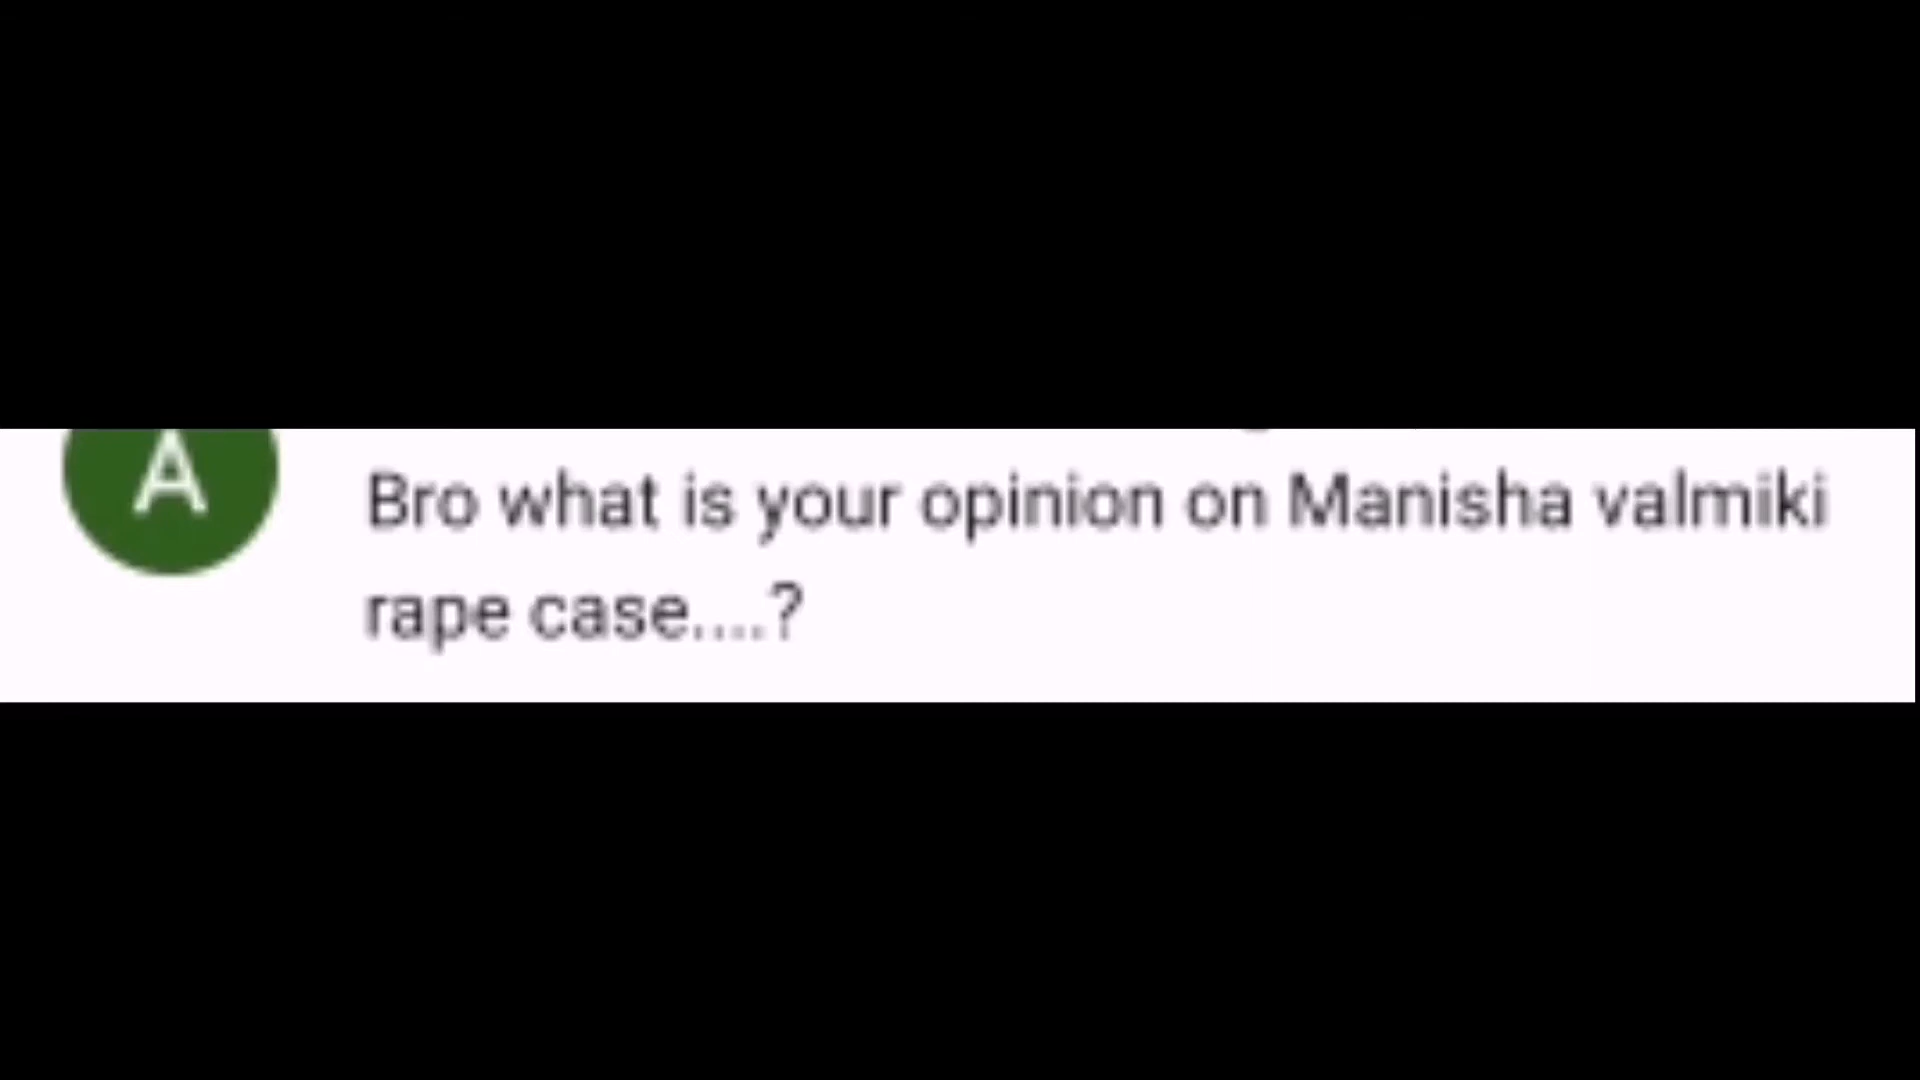 A
Bro what is your opinion on Manisha valmiki
rape case....?